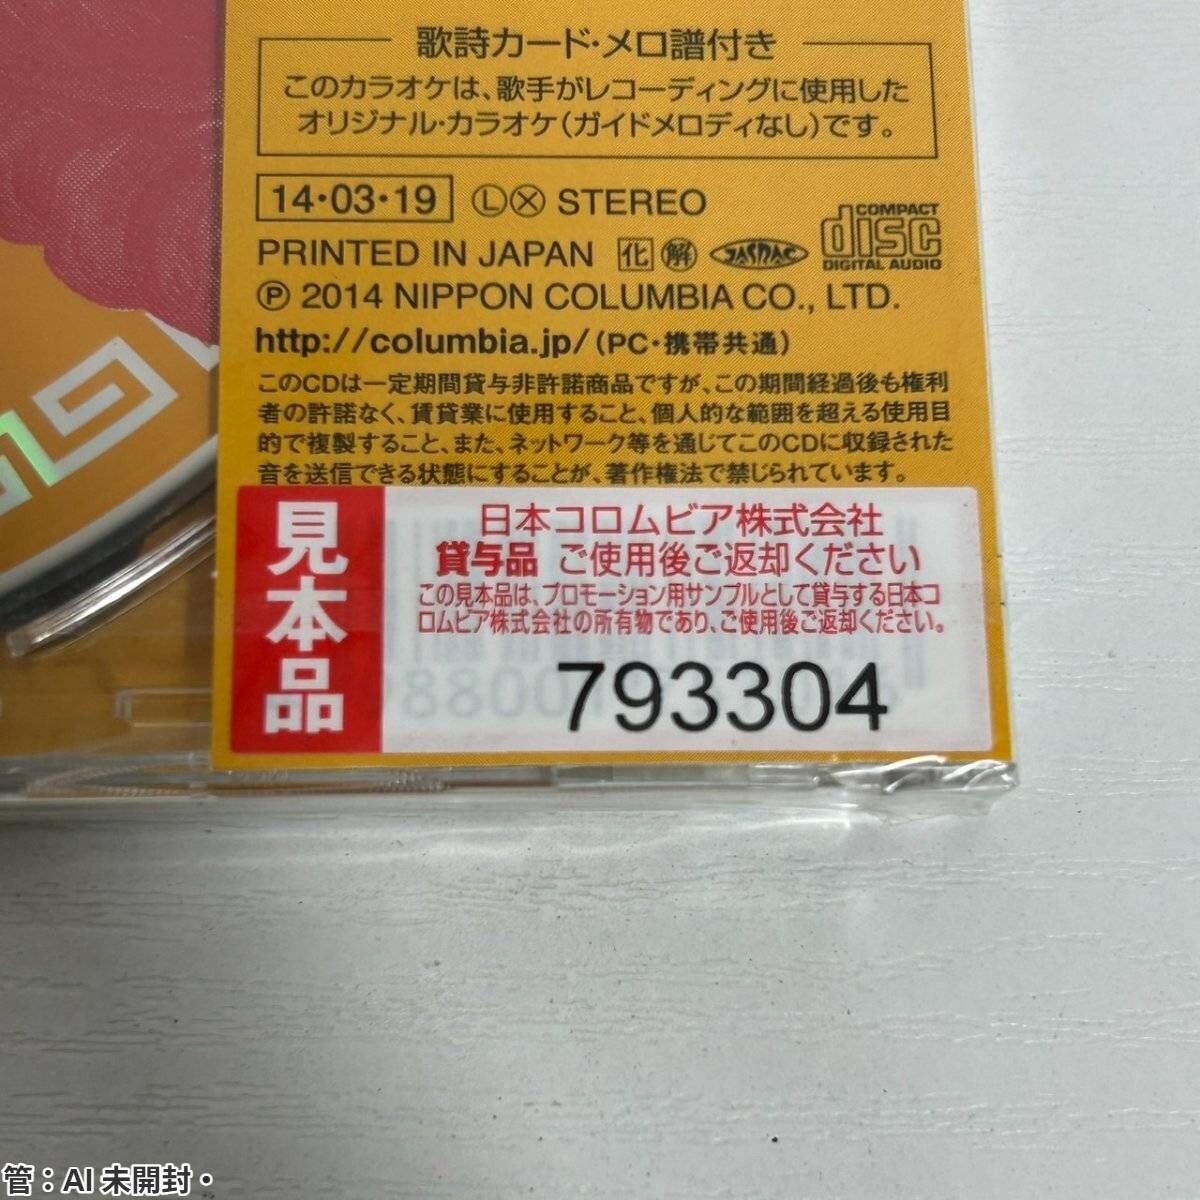 歌詩カード・メロ譜付き
このカラオケは、歌手がレコーディングに使用した
オリジナル・カラオケ(ガイドメロディなし)です。
14・03・19 Ⓛ Ⓧ STEREO
COMPACT
disc
DIGITAL AUDIO
PRINTED IN JAPAN 化 解 JASRAC
Ⓟ 2014 NIPPON COLUMBIA CO., LTD.
http://columbia.jp/(PC・携帯共通)
このCDは一定期間貸与非許諾商品ですが、この期間経過後も権利
者の許諾なく、賃貸業に使用すること、個人的な範囲を超える使用目
的で複製すること、また、ネットワーク等を通じてこのCDに収録された
音を送信できる状態にすることが、著作権法で禁じられています。
見本品
日本コロムビア株式会社
貸与品 ご使用後ご返却ください
この見本品は、プロモーション用サンプルとして貸与する日本コ
ロムビア株式会社の所有物であり、ご使用後ご返却ください。
793304
管：AI 未開封・